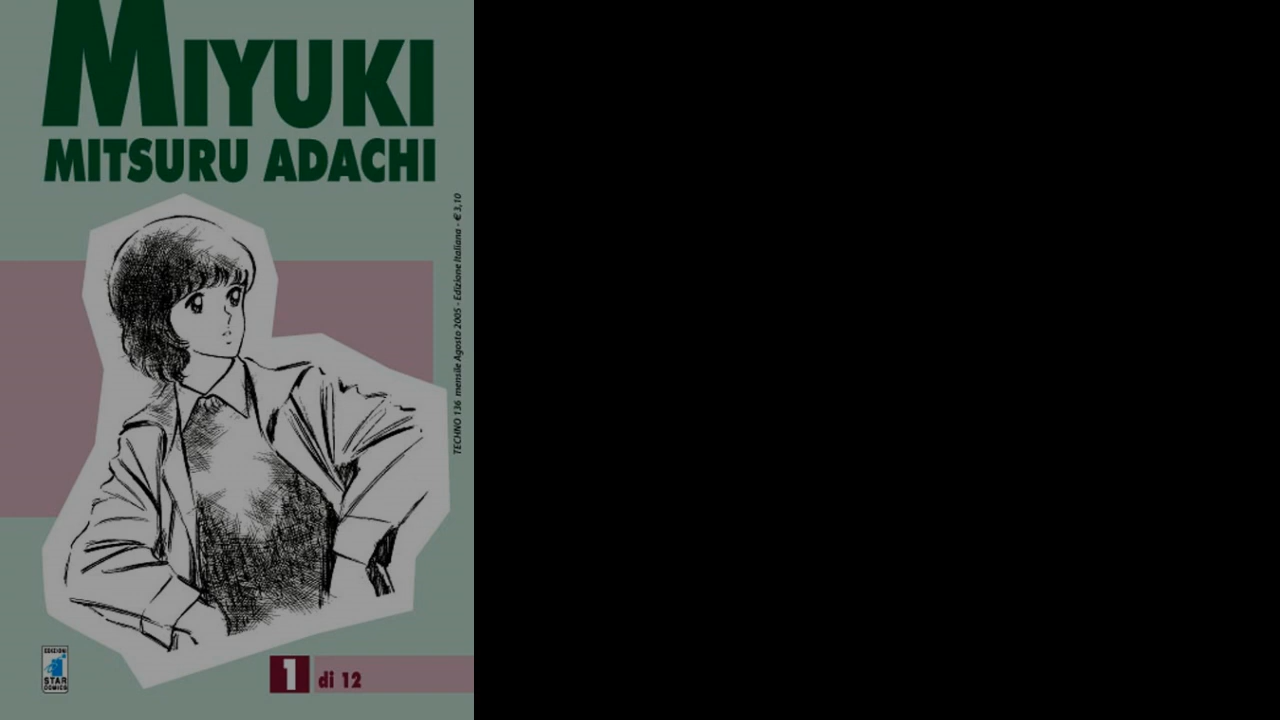 MIYUKI
MITSURU ADACHI
TECHNO 136 mensile Agosto 2005 - Edizione Italiana - € 3,10
EDIZIONI
STAR
COMICS
1 di 12